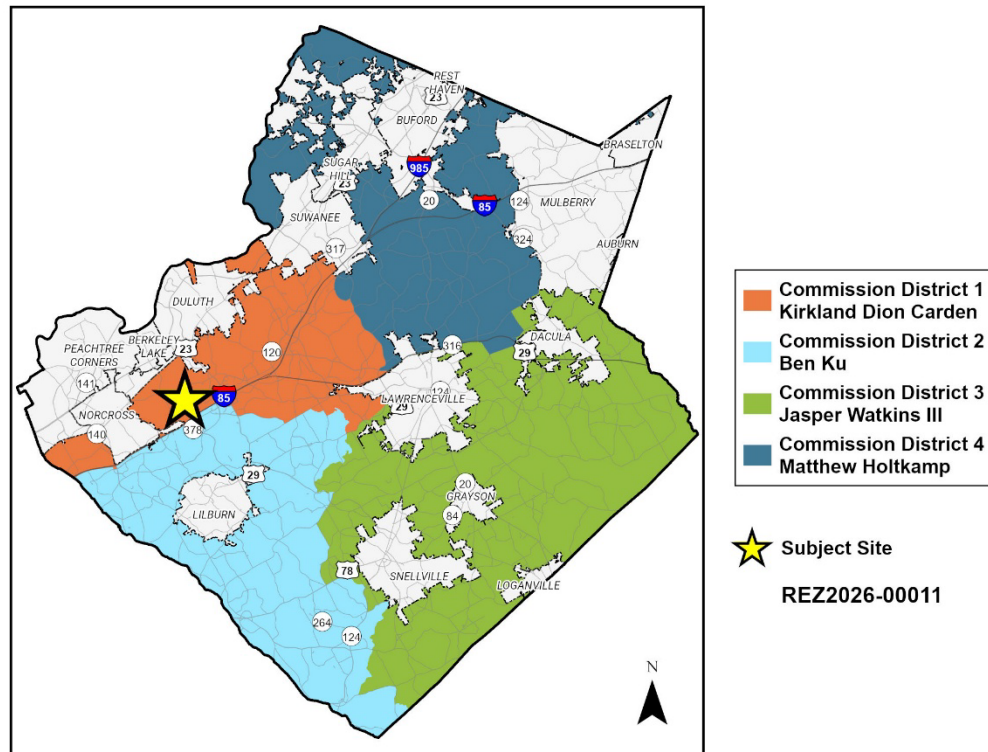 REST
HAVEN
23
BUFORD
BRASELTON
985
SUGAR
HILL
23
20
85
124
MULBERRY
SUWANEE
317
324
AUBURN
DULUTH
BERKELEY
LAKE
23
PEACHTREE
CORNERS
141
120
316
29
DACULA
124
LAWRENCEVILLE
29
85
NORCROSS
140
378
29
LILBURN
20
GRAYSON
84
78
SNELLVILLE
LOGANVILLE
264
124
N
Commission District 1
Kirkland Dion Carden
Commission District 2
Ben Ku
Commission District 3
Jasper Watkins III
Commission District 4
Matthew Holtkamp
Subject Site
REZ2026-00011